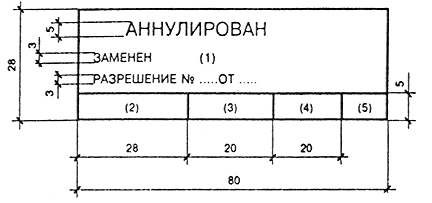 АННУЛИРОВАН
5
3
ЗАМЕНЕН (1)
28
РАЗРЕШЕНИЕ № .....ОТ .....
3
5
(2) (3) (4) (5)
28 20 20
80